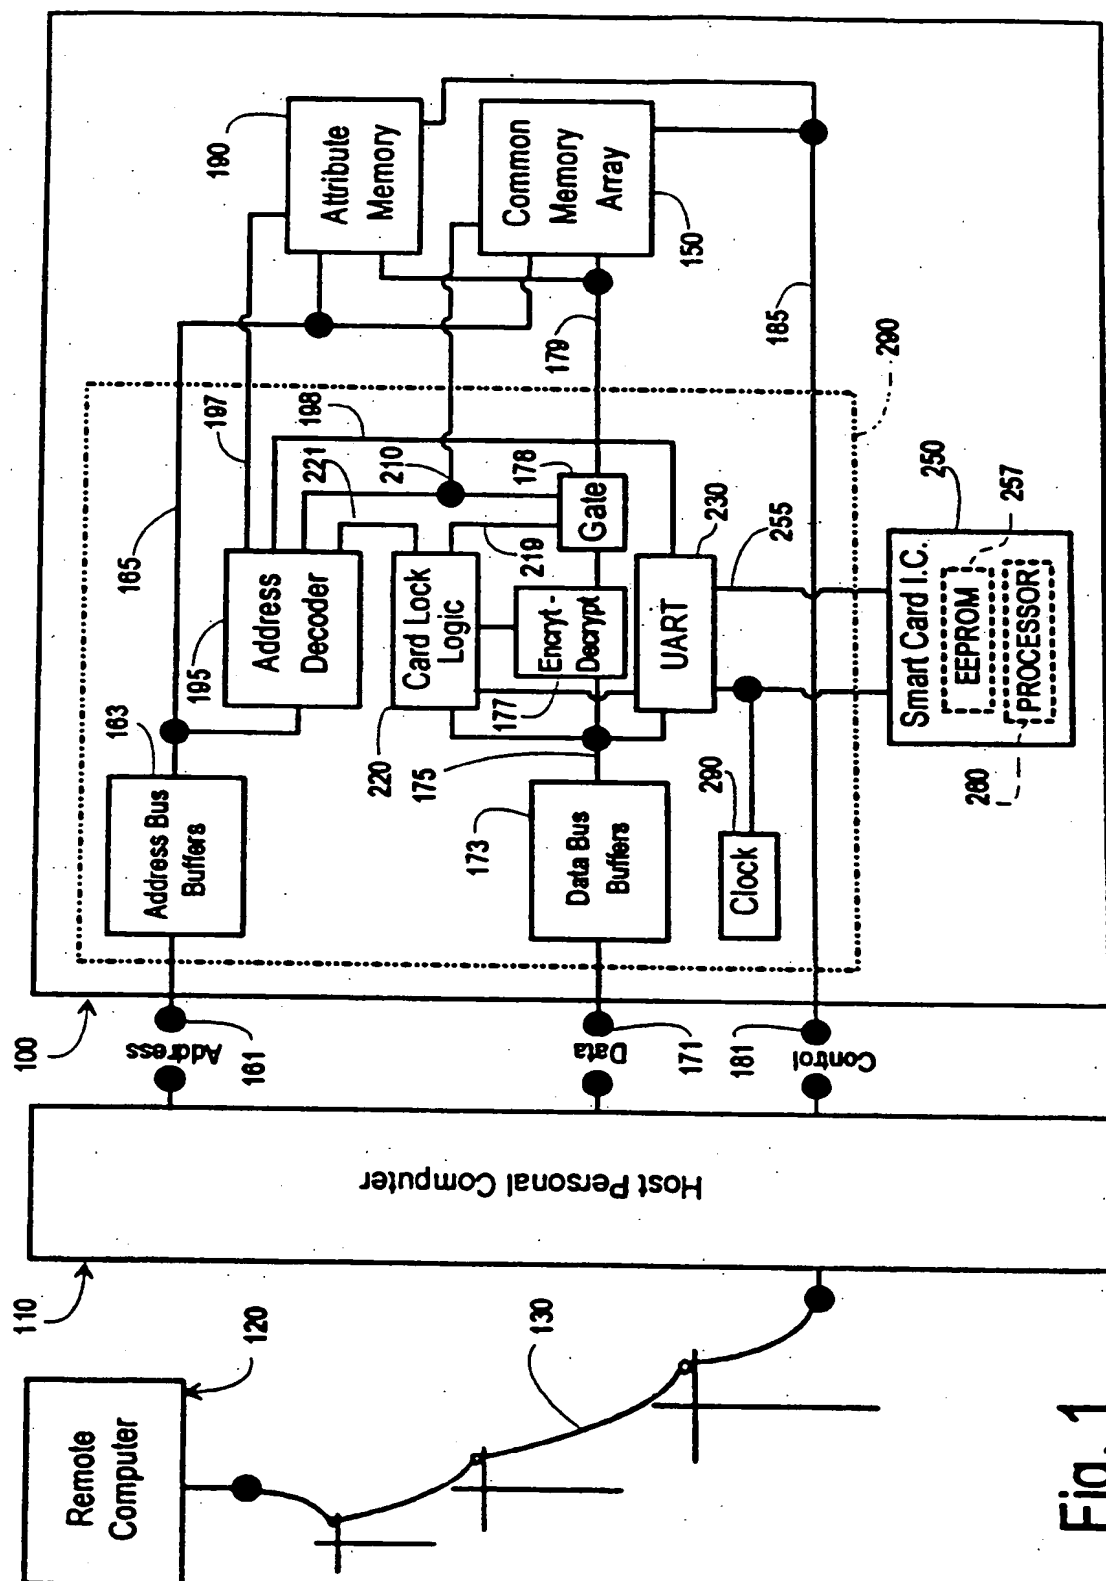 Remote
Computer
120
130
110
Host Personal Computer
100
Address
161
Data
171
Control
181
Address Bus
Buffers
163
165
195
Address
Decoder
197
198
221
210
Card Lock
Logic
220
219
175
177
Encryt -
Decrypt
Gate
178
179
173
Data Bus
Buffers
UART
230
255
Clock
290
185
290
190
Attribute
Memory
Common
Memory
Array
150
Smart Card I.C.
250
EEPROM
257
PROCESSOR
260
Fig. 1